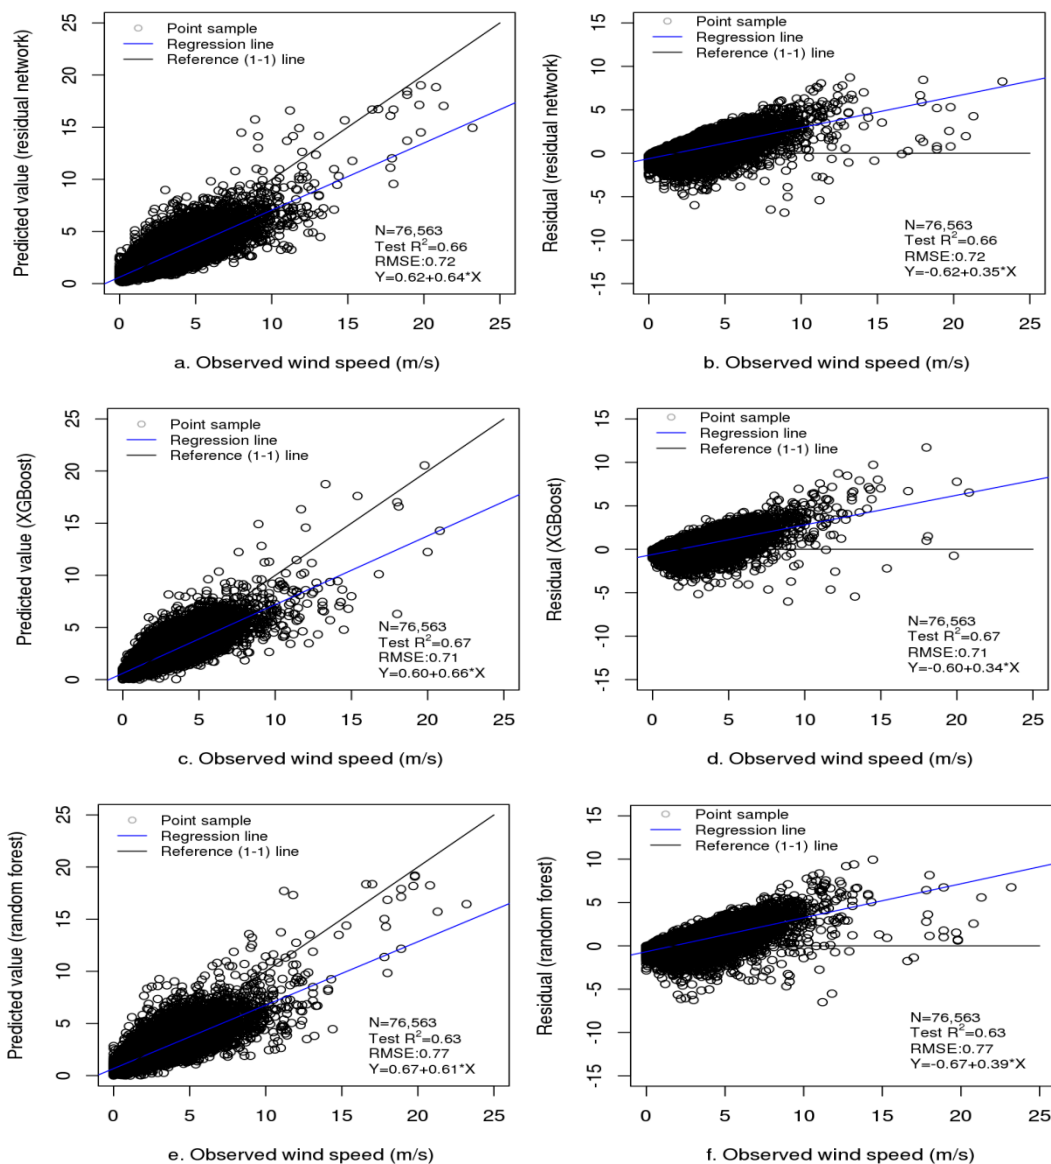 Point sample
Regression line
Reference (1-1) line
Predicted value (residual network)
0 5 10 15 20 25
N=76,563
Test R²=0.66
RMSE:0.72
Y=0.62+0.64*X
0 5 10 15 20 25
a. Observed wind speed (m/s)
Point sample
Regression line
Reference (1-1) line
Residual (residual network)
-15 -10 -5 0 5 10 15
N=76,563
Test R²=0.66
RMSE:0.72
Y=-0.62+0.35*X
0 5 10 15 20 25
b. Observed wind speed (m/s)
Point sample
Regression line
Reference (1-1) line
Predicted value (XGBoost)
0 5 10 15 20 25
N=76,563
Test R²=0.67
RMSE:0.71
Y=0.60+0.66*X
0 5 10 15 20 25
c. Observed wind speed (m/s)
Point sample
Regression line
Reference (1-1) line
Residual (XGBoost)
-15 -10 -5 0 5 10 15
N=76,563
Test R²=0.67
RMSE:0.71
Y=-0.60+0.34*X
0 5 10 15 20 25
d. Observed wind speed (m/s)
Point sample
Regression line
Reference (1-1) line
Predicted value (random forest)
0 5 10 15 20 25
N=76,563
Test R²=0.63
RMSE:0.77
Y=0.67+0.61*X
0 5 10 15 20 25
e. Observed wind speed (m/s)
Point sample
Regression line
Reference (1-1) line
Residual (random forest)
-15 -10 -5 0 5 10 15
N=76,563
Test R²=0.63
RMSE:0.77
Y=-0.67+0.39*X
0 5 10 15 20 25
f. Observed wind speed (m/s)